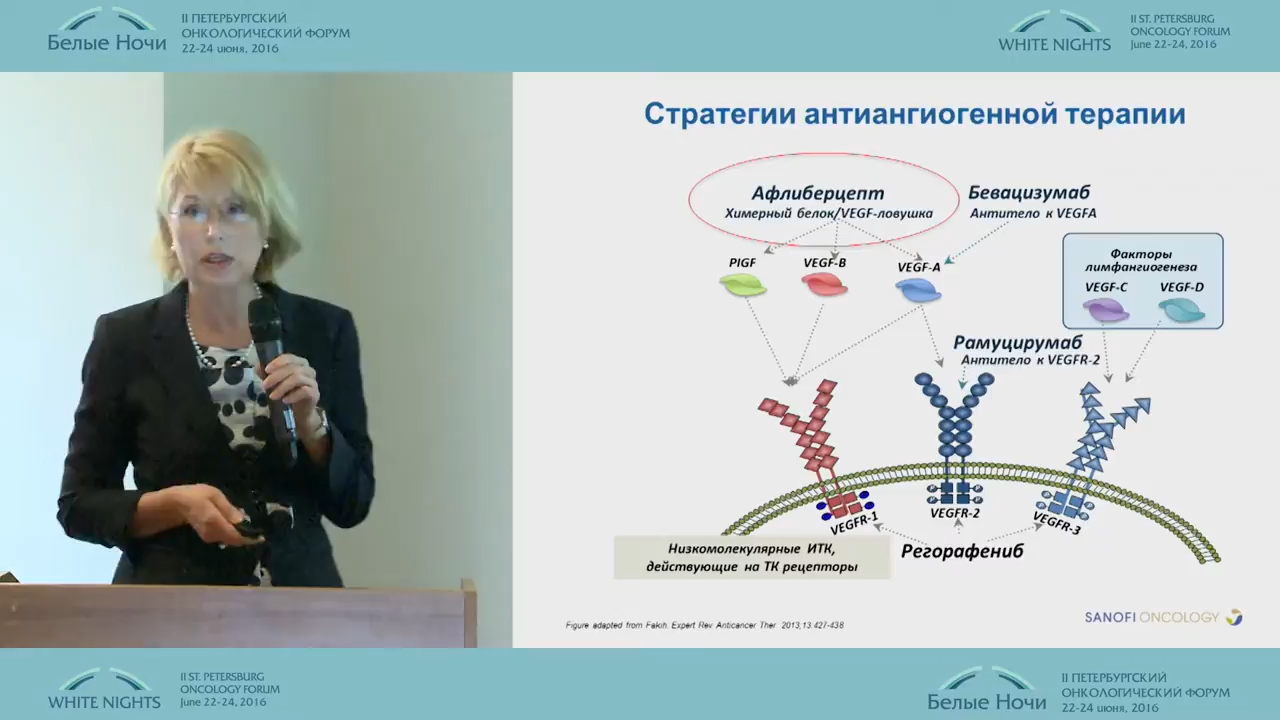 Белые Ночи
II ПЕТЕРБУРГСКИЙ
ОНКОЛОГИЧЕСКИЙ ФОРУМ
22-24 июня, 2016
WHITE NIGHTS
II ST. PETERSBURG
ONCOLOGY FORUM
June 22-24, 2016
Стратегии антиангиогенной терапии
Афлиберцепт
Химерный белок/VEGF-ловушка
Бевацизумаб
Антитело к VEGFA
PIGF
VEGF-B
VEGF-A
Факторы
лимфангиогенеза
VEGF-C
VEGF-D
Рамуцирумаб
Антитело к VEGFR-2
P
P
P
P
VEGFR-1
VEGFR-2
VEGFR-3
Низкомолекулярные ИТК,
действующие на ТК рецепторы
Регорафениб
Figure adapted from Fakih. Expert Rev Anticancer Ther. 2013;13:427-438
SANOFI ONCOLOGY
WHITE NIGHTS
II ST. PETERSBURG
ONCOLOGY FORUM
June 22-24, 2016
Белые Ночи
II ПЕТЕРБУРГСКИЙ
ОНКОЛОГИЧЕСКИЙ ФОРУМ
22-24 июня, 2016